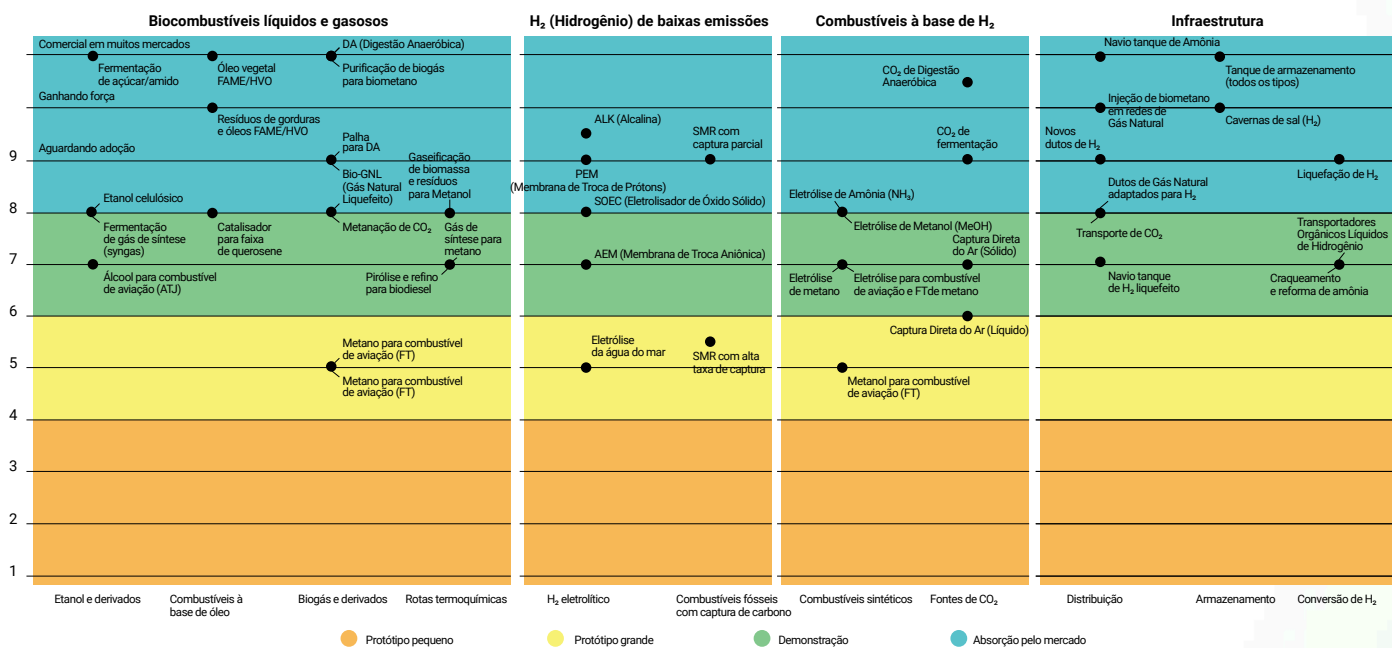 Biocombustíveis líquidos e gasosos
H₂ (Hidrogênio) de baixas emissões
Combustíveis à base de H₂
Infraestrutura
Comercial em muitos mercados
Fermentação
de açúcar/amido
Óleo vegetal
FAME/HVO
DA (Digestão Anaeróbica)
Purificação de biogás
para biometano
Ganhando força
Resíduos de gorduras
e óleos FAME/HVO
Aguardando adoção
Palha
para DA
Bio-GNL
(Gás Natural
Liquefeito)
Gaseificação
de biomassa
e resíduos
para Metanol
Etanol celulósico
Fermentação
de gás de síntese
(syngas)
Catalisador
para faixa
de querosene
Metanação de CO₂
Gás de
síntese para
metano
Álcool para combustível
de aviação (ATJ)
Pirólise e refino
para biodiesel
Metano para combustível
de aviação (FT)
Metano para combustível
de aviação (FT)
ALK (Alcalina)
SMR com
captura parcial
PEM
(Membrana de Troca de Prótons)
SOEC (Eletrolisador de Óxido Sólido)
AEM (Membrana de Troca Aniônica)
Eletrólise
da água do mar
SMR com alta
taxa de captura
CO₂ de Digestão
Anaeróbica
CO₂ de
fermentação
Eletrólise de Amônia (NH₃)
Eletrólise de Metanol (MeOH)
Captura Direta
do Ar (Sólido)
Eletrólise
de metano
Eletrólise para combustível
de aviação e FTde metano
Captura Direta do Ar (Líquido)
Metanol para combustível
de aviação (FT)
Navio tanque de Amônia
Tanque de armazenamento
(todos os tipos)
Injeção de biometano
em redes de
Gás Natural
Cavernas de sal (H₂)
Novos
dutos de H₂
Liquefação de H₂
Dutos de Gás Natural
adaptados para H₂
Transporte de CO₂
Transportadores
Orgânicos Líquidos
de Hidrogênio
Navio tanque
de H₂ liquefeito
Craqueamento
e reforma de amônia
9
8
7
6
5
4
3
2
1
Etanol e derivados
Combustíveis à
base de óleo
Biogás e derivados
Rotas termoquímicas
H₂ eletrolítico
Combustíveis fósseis
com captura de carbono
Combustíveis sintéticos
Fontes de CO₂
Distribuição
Armazenamento
Conversão de H₂
Protótipo pequeno
Protótipo grande
Demonstração
Absorção pelo mercado